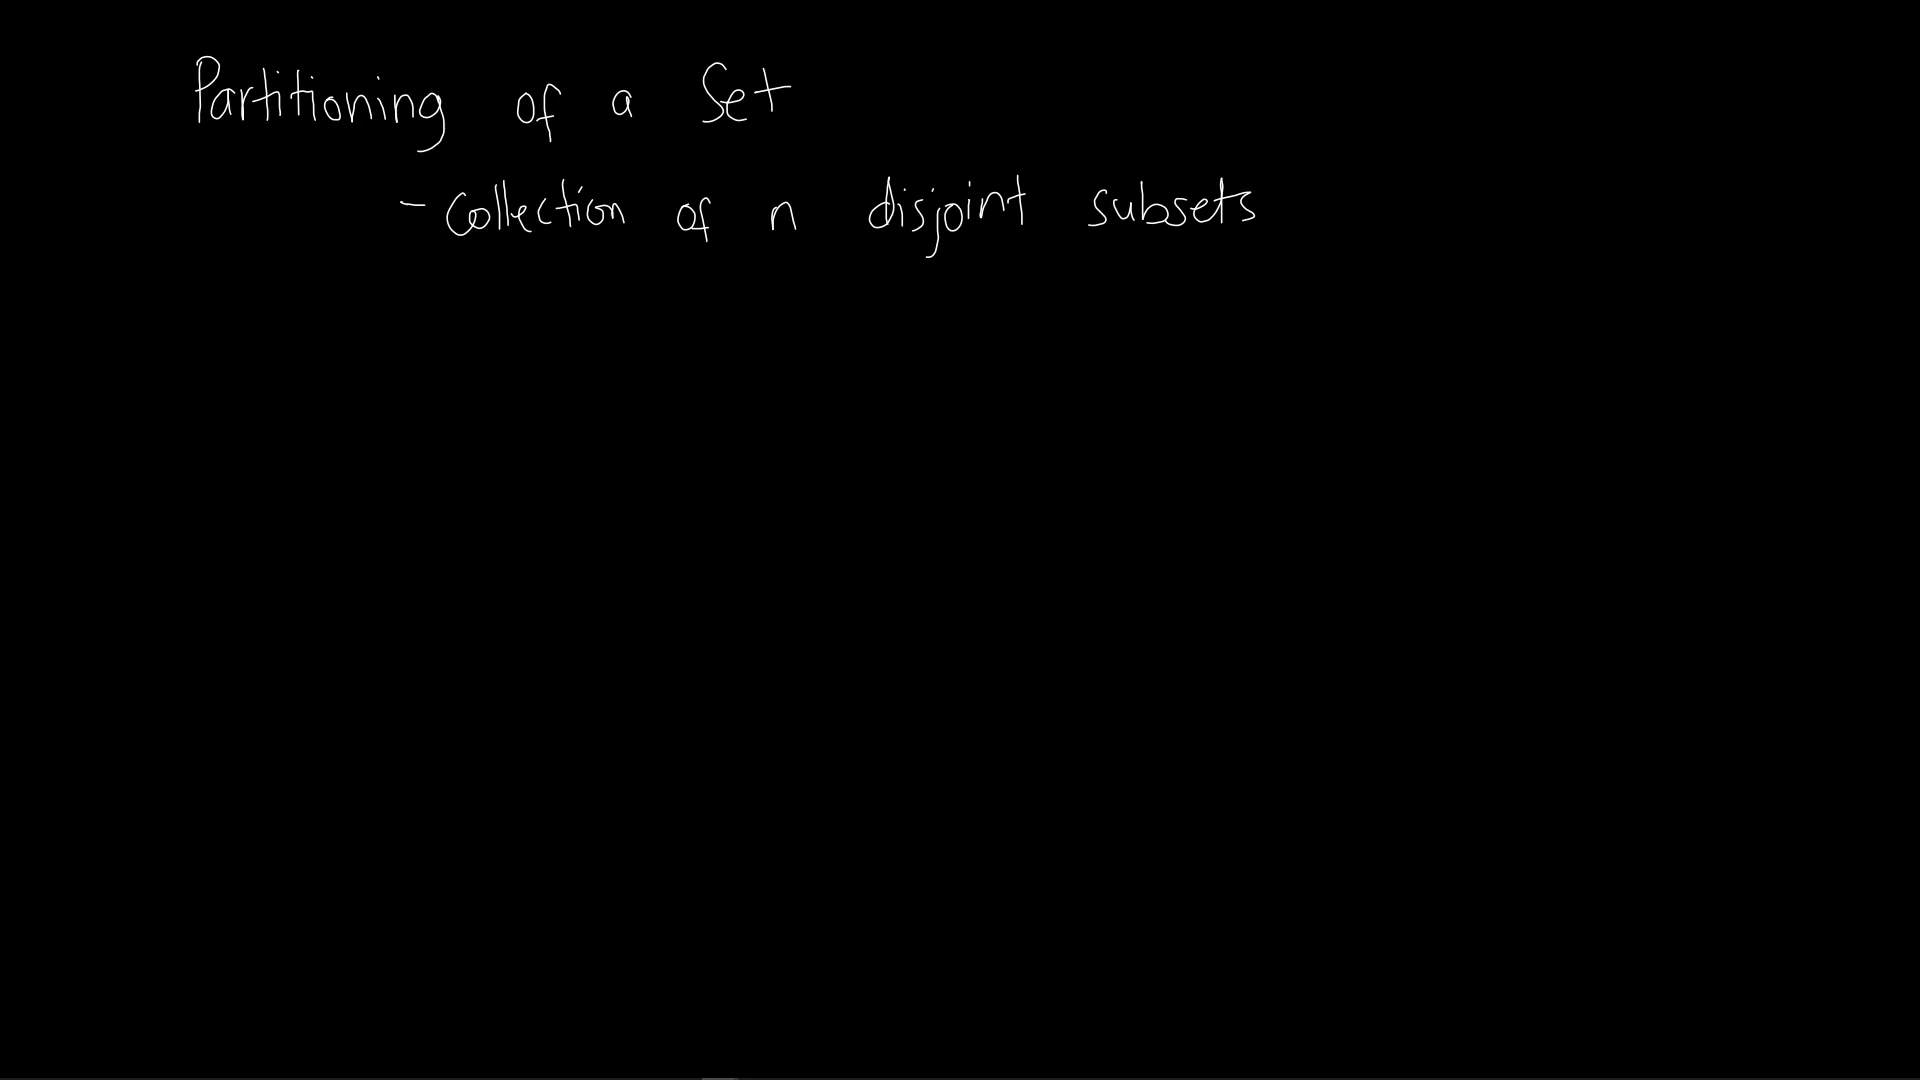 Partitioning of a Set
- Collection of n disjoint subsets